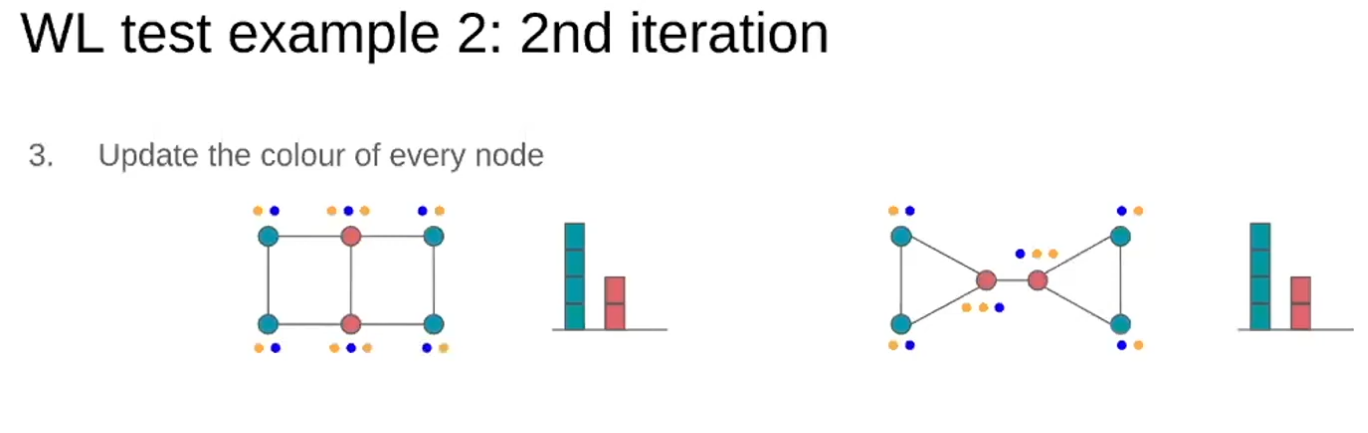 WL test example 2: 2nd iteration
3. Update the colour of every node